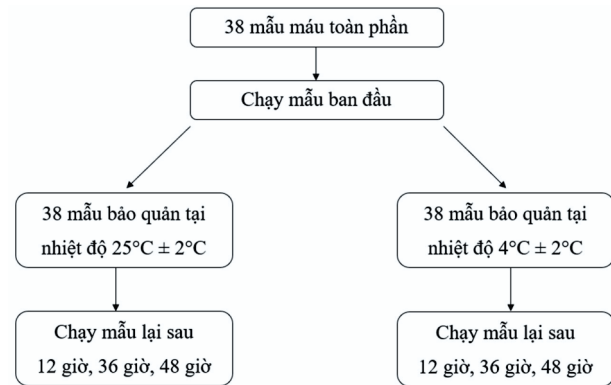 38 mẫu máu toàn phần
Chạy mẫu ban đầu
38 mẫu bảo quản tại
nhiệt độ 25°C ± 2°C
38 mẫu bảo quản tại
nhiệt độ 4°C ± 2°C
Chạy mẫu lại sau
12 giờ, 36 giờ, 48 giờ
Chạy mẫu lại sau
12 giờ, 36 giờ, 48 giờ